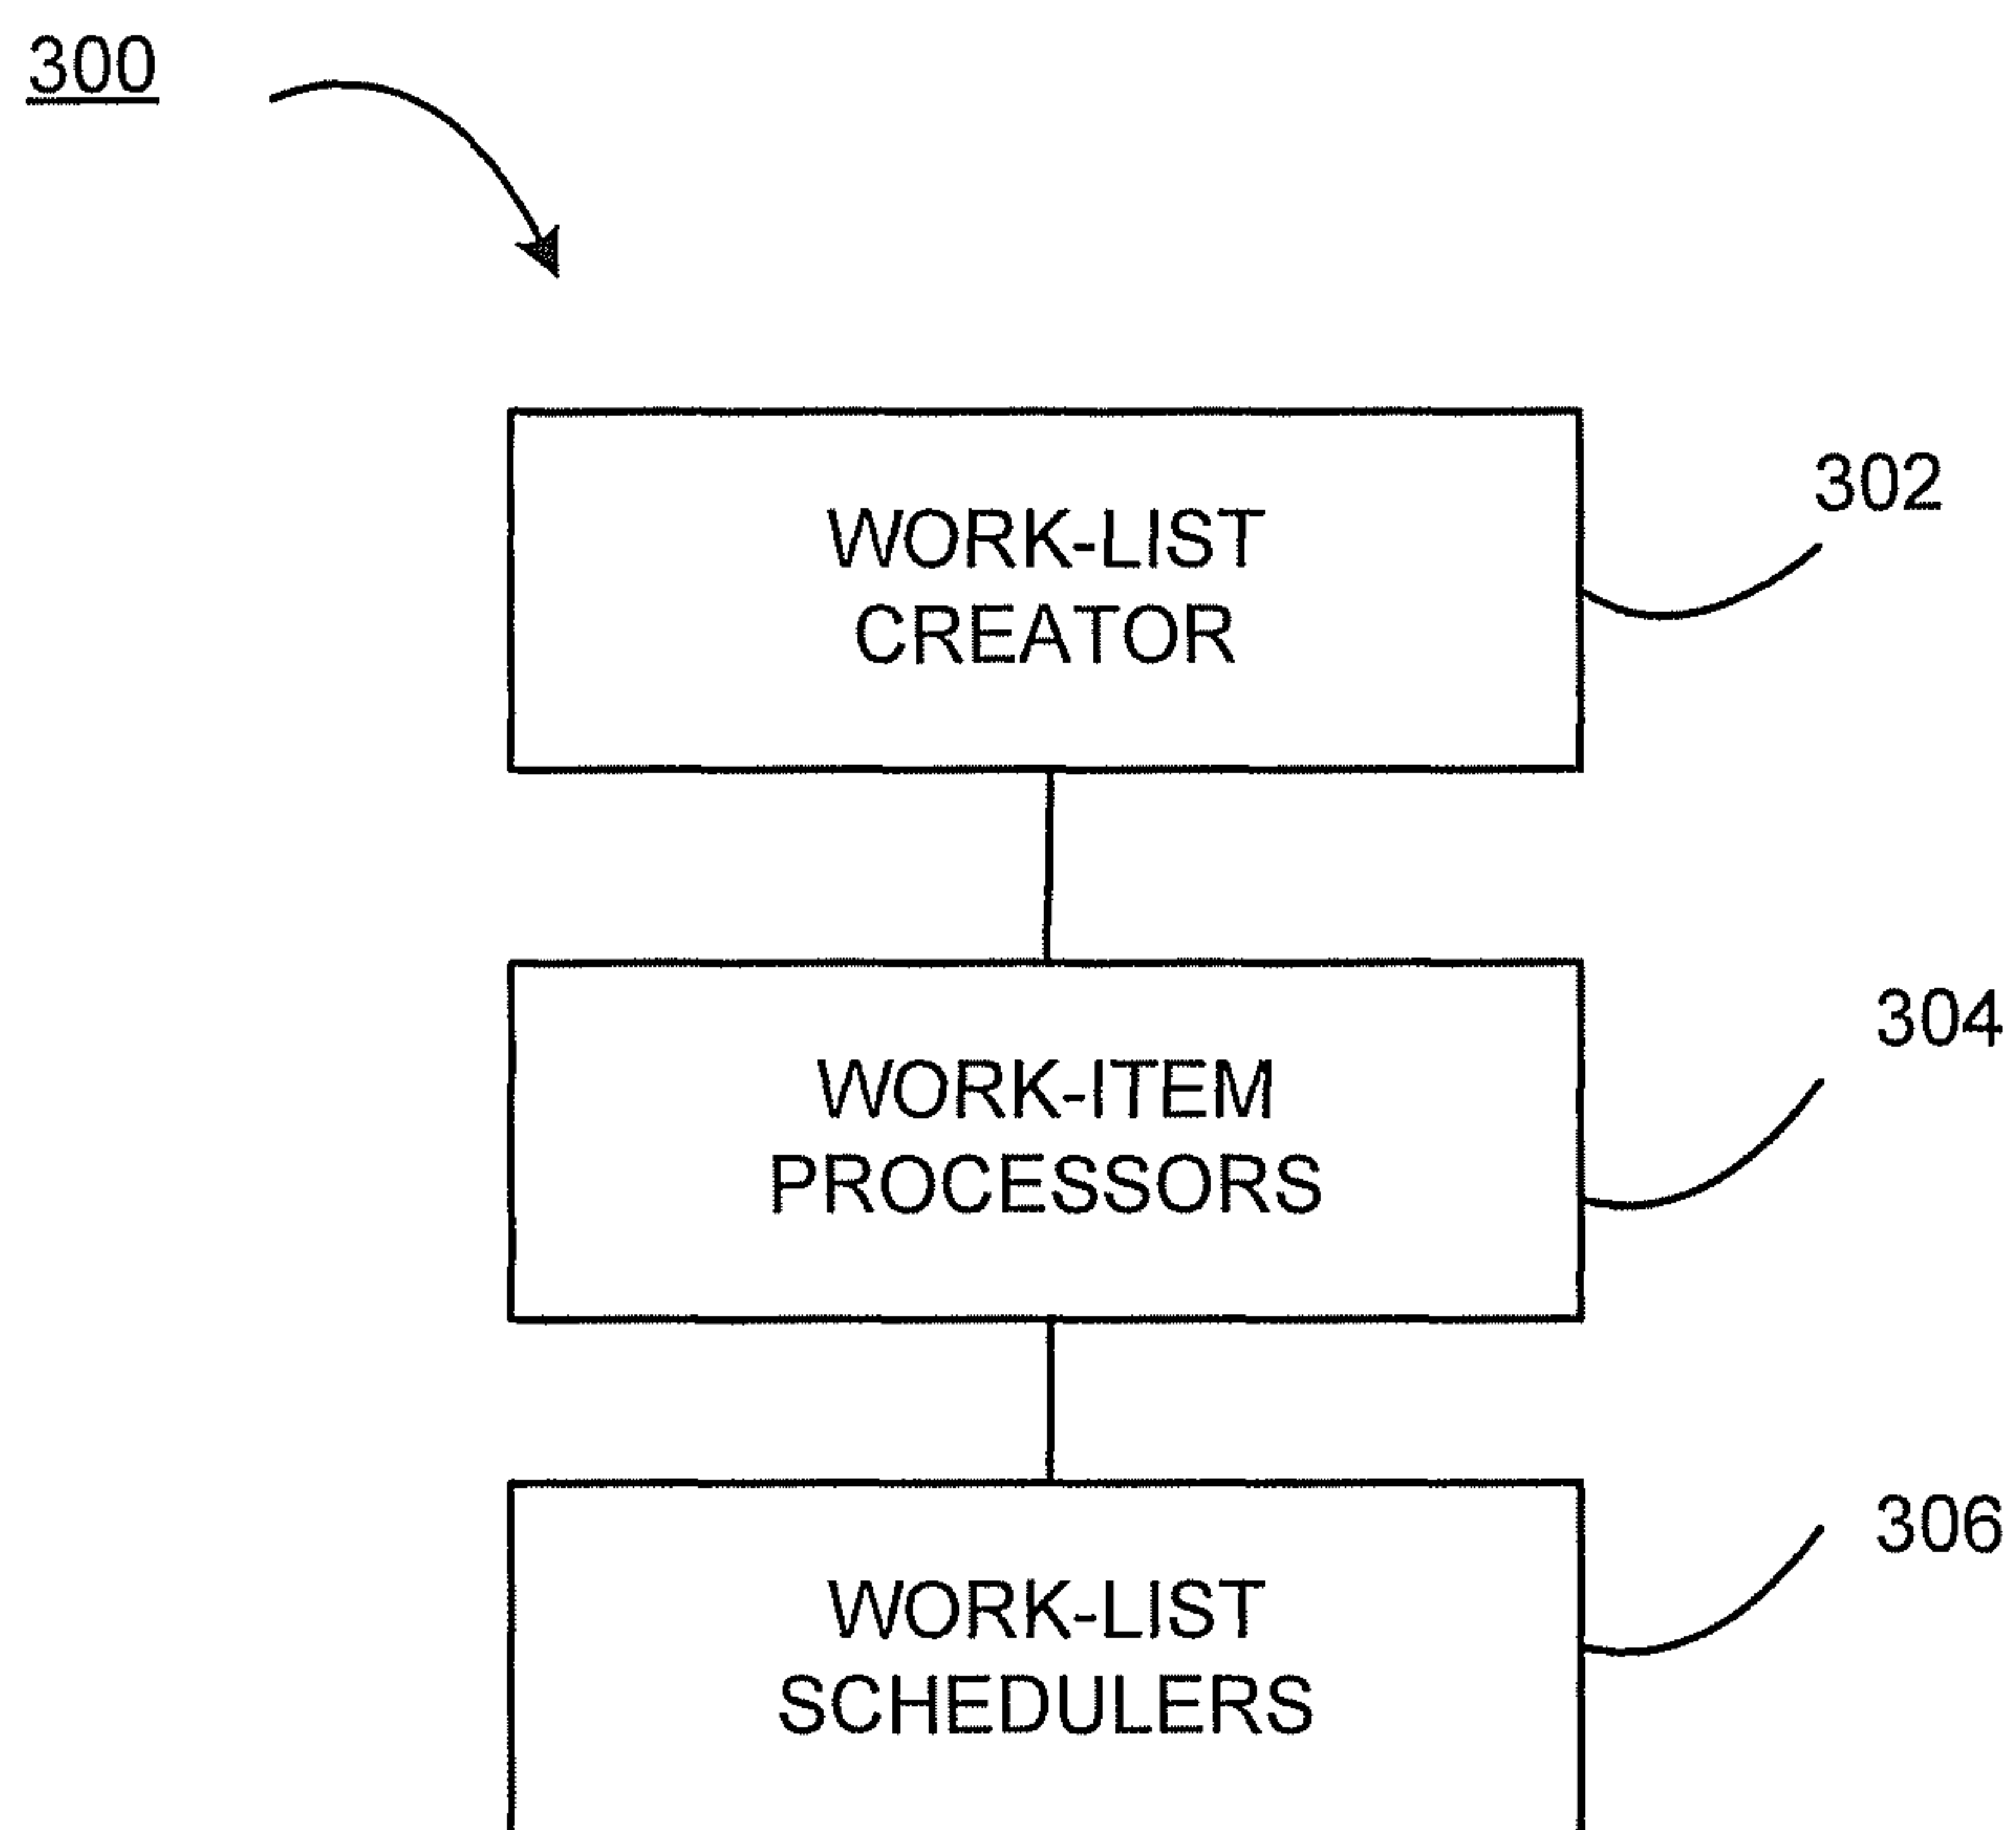 300
WORK-LIST
CREATOR
302
WORK-ITEM
PROCESSORS
304
WORK-LIST
SCHEDULERS
306